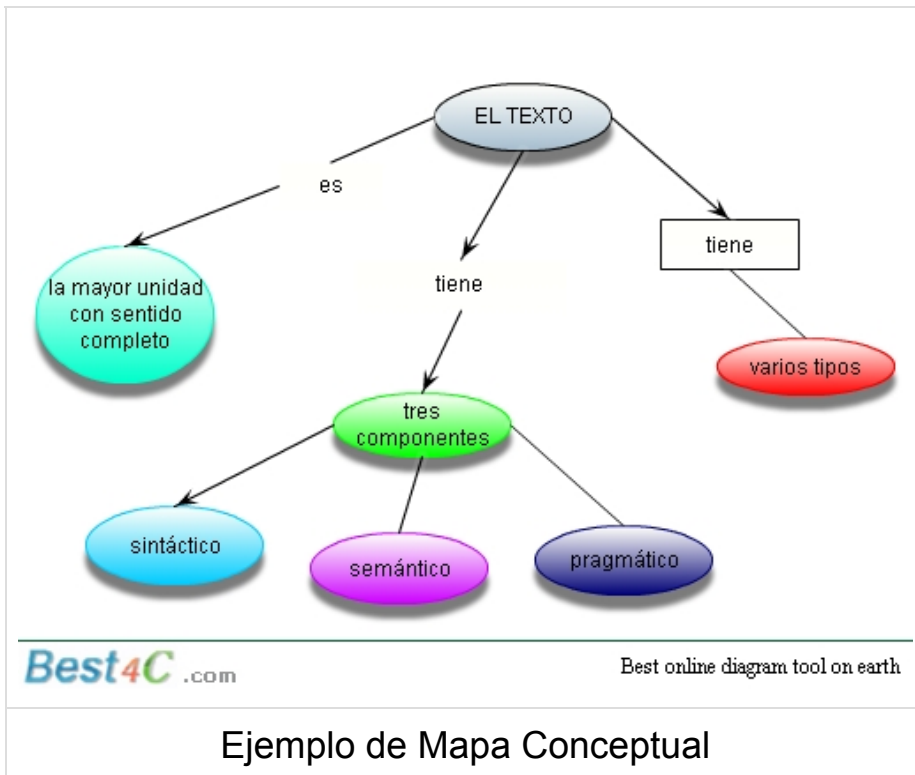 EL TEXTO
es
tiene
la mayor unidad
con sentido
completo
tiene
varios tipos
tres
componentes
sintáctico
semántico
pragmático
Best4C .com
Best online diagram tool on earth
Ejemplo de Mapa Conceptual